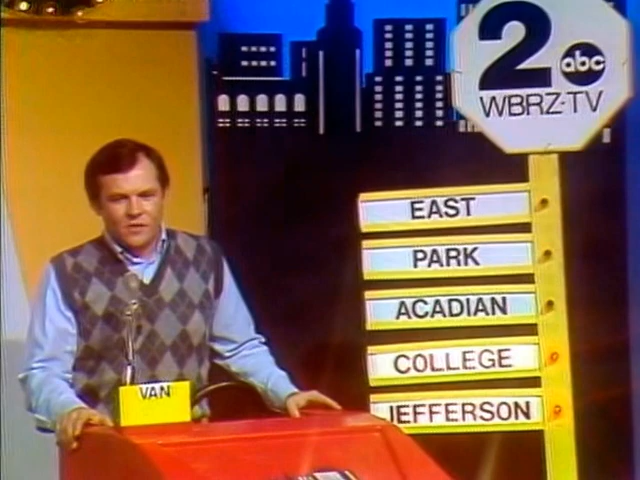 2
abc
WBRZ-TV
EAST
PARK
ACADIAN
COLLEGE
JEFFERSON
VAN